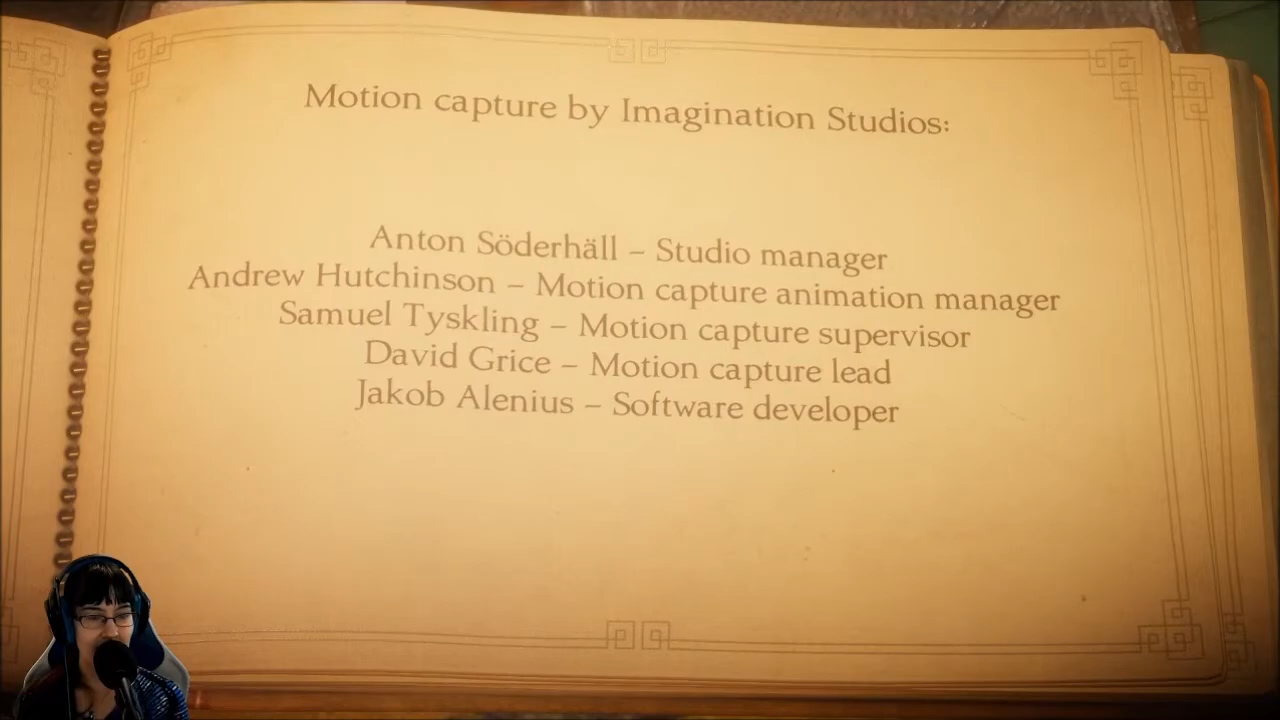 Motion capture by Imagination Studios:
Anton Söderhäll – Studio manager
Andrew Hutchinson – Motion capture animation manager
Samuel Tyskling – Motion capture supervisor
David Grice – Motion capture lead
Jakob Alenius – Software developer